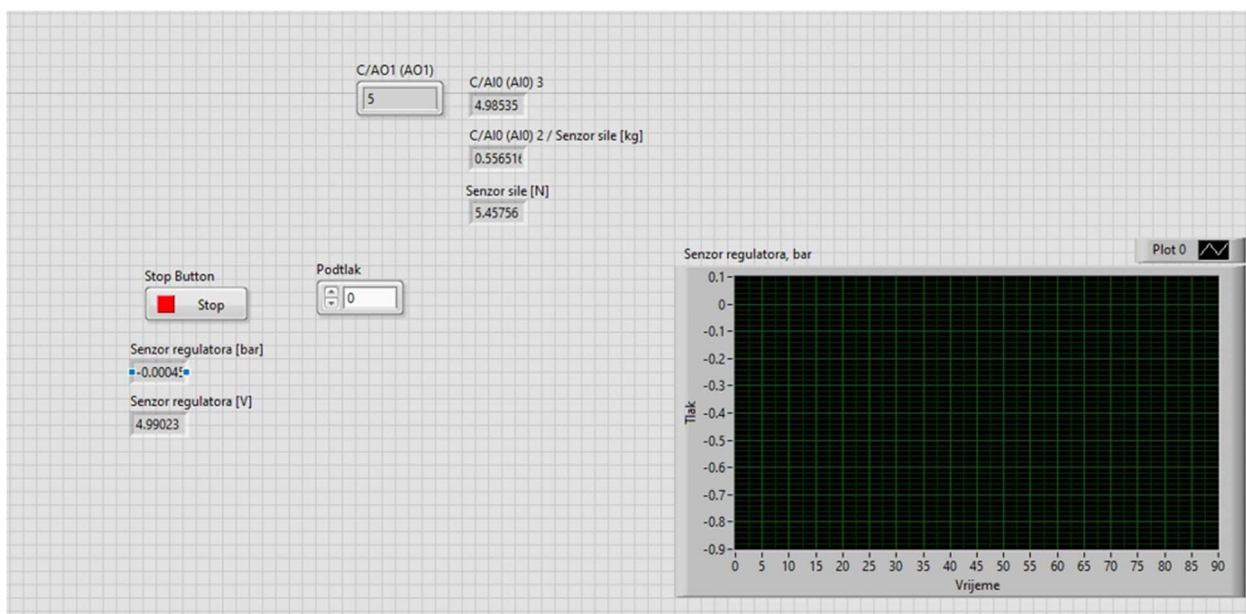 C/AO1 (AO1)
5
C/AI0 (AI0) 3
4.98535
C/AI0 (AI0) 2 / Senzor sile [kg]
0.556516
Senzor sile [N]
5.45756
Stop Button
Stop
Podtlak
0
Senzor regulatora [bar]
-0.00045
Senzor regulatora [V]
4.99023
Senzor regulatora, bar
Plot 0
Tlak
0.1
0
-0.1
-0.2
-0.3
-0.4
-0.5
-0.6
-0.7
-0.8
-0.9
0 5 10 15 20 25 30 35 40 45 50 55 60 65 70 75 80 85 90
Vrijeme